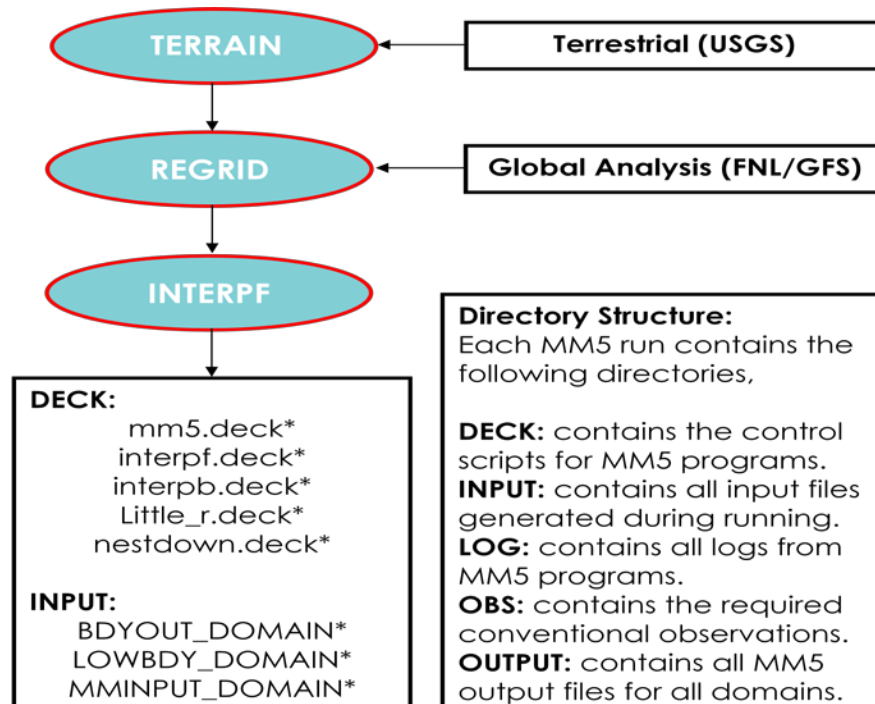 TERRAIN
Terrestrial (USGS)
REGRID
Global Analysis (FNL/GFS)
INTERPF
DECK:
mm5.deck*
interpf.deck*
interpb.deck*
Little_r.deck*
nestdown.deck*
INPUT:
BDYOUT_DOMAIN*
LOWBDY_DOMAIN*
MMINPUT_DOMAIN*
Directory Structure:
Each MM5 run contains the
following directories,
DECK: contains the control
scripts for MM5 programs.
INPUT: contains all input files
generated during running.
LOG: contains all logs from
MM5 programs.
OBS: contains the required
conventional observations.
OUTPUT: contains all MM5
output files for all domains.